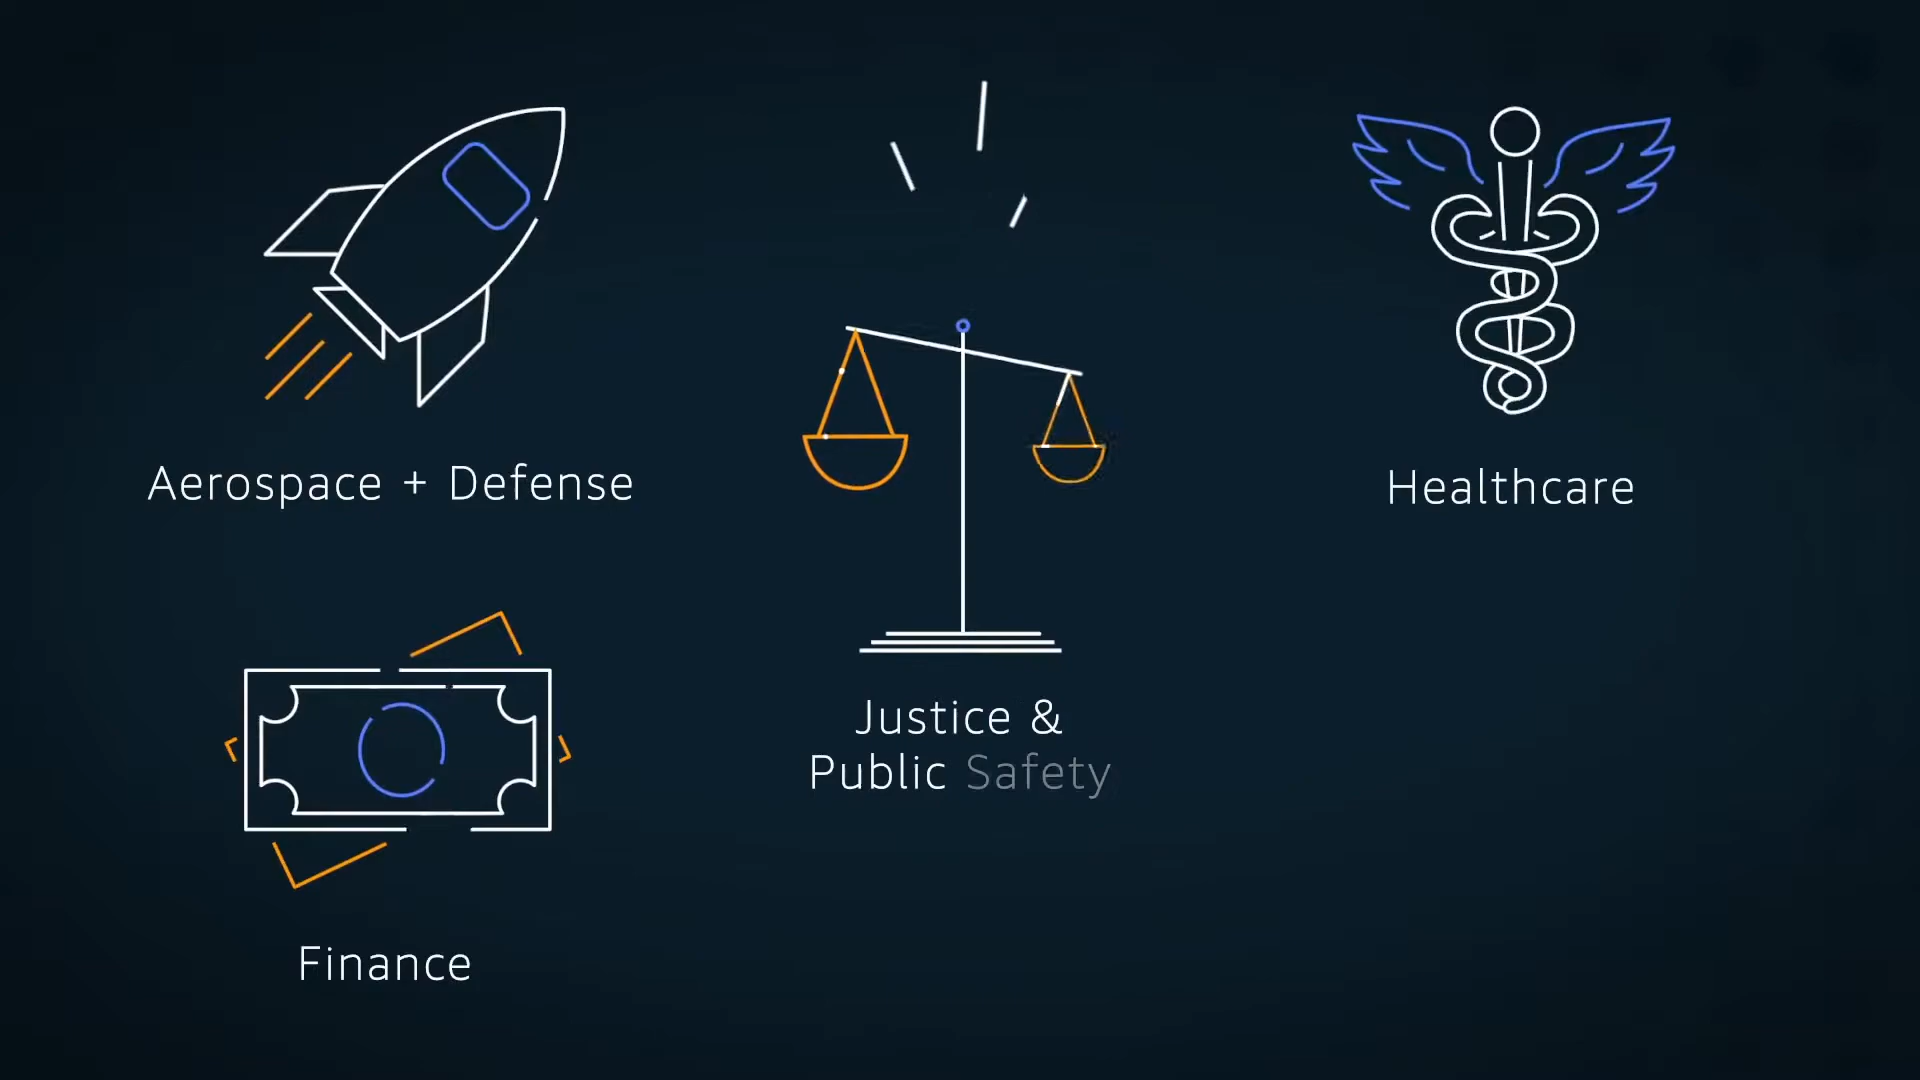 Aerospace + Defense
Healthcare
Justice &
Public Safety
Finance